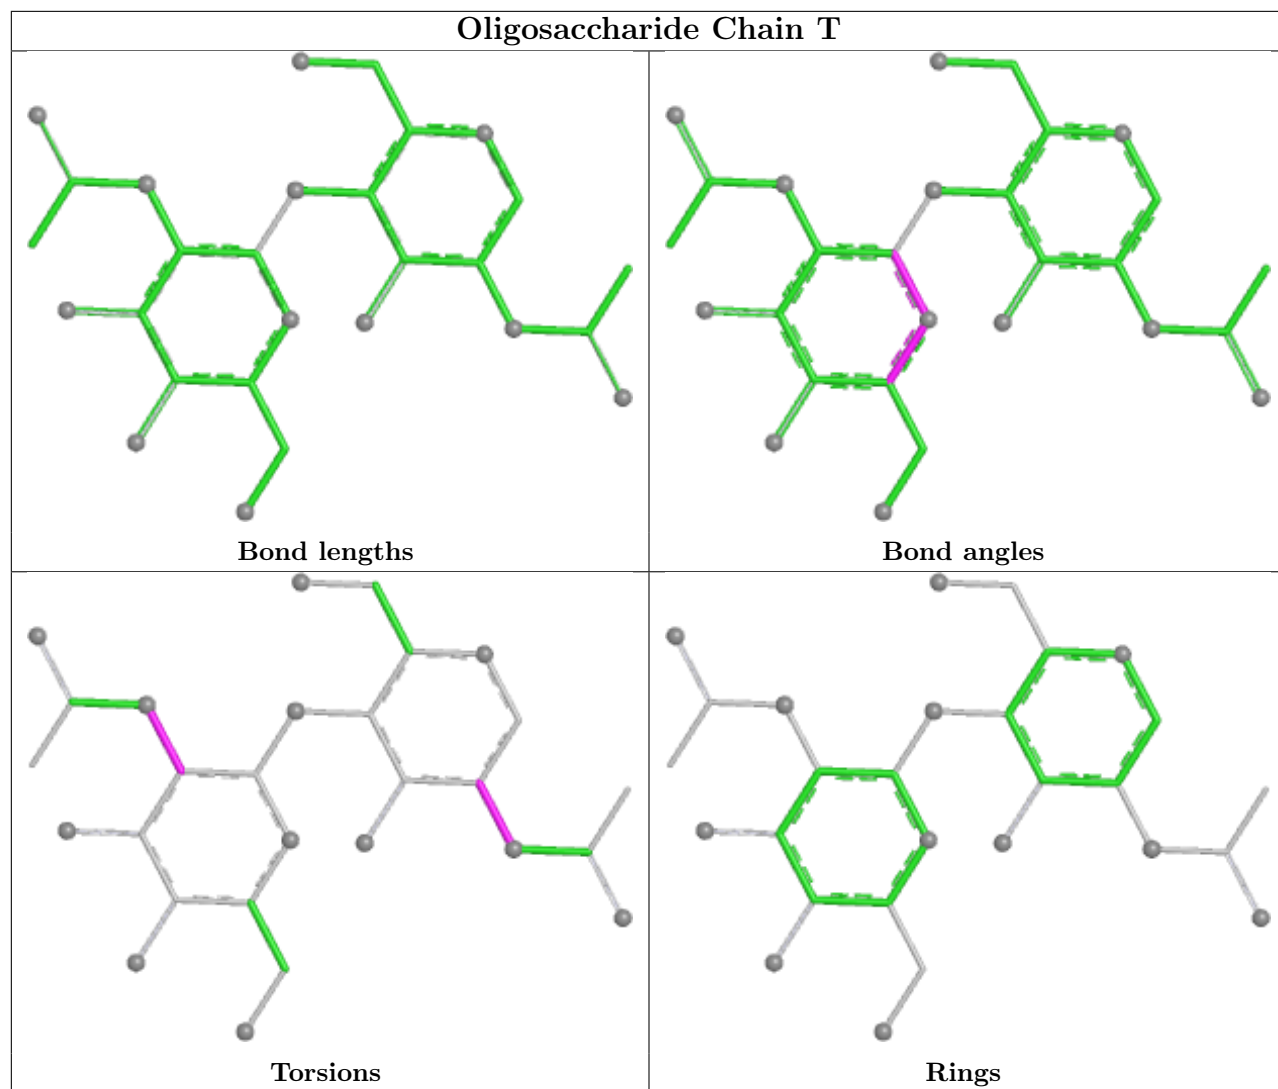 Oligosaccharide Chain T
Bond lengths
Bond angles
Torsions
Rings